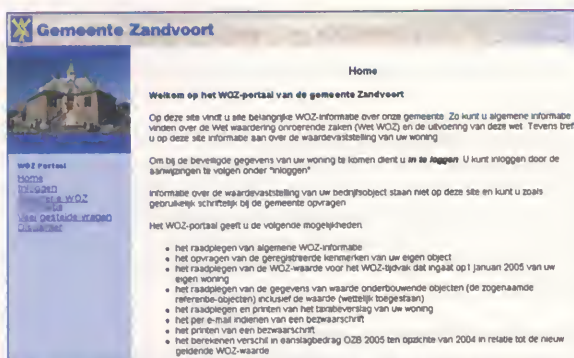 Gemeente Zandvoort
Home
Welkom op het WOZ-portaal van de gemeente Zandvoort
Op deze site vindt u alle belangrijke WOZ-informatie over onze gemeente. Zo kunt u algemene informatie
vinden over de Wet waardering onroerende zaken (Wet WOZ) en de uitvoering van deze wet. Tevens tref
u op deze site informatie aan over de waardevaststelling van uw woning
Om bij de beveiligde gegevens van uw woning te komen dient u in te loggen. U kunt inloggen door de
aanwijzingen te volgen onder "inloggen"
Informatie over de waardevaststelling van uw bedrijfsobject staan niet op deze site en kunt u zoals
gebruikelijk schriftelijk bij de gemeente opvragen
Het WOZ-portaal geeft u de volgende mogelijkheden
• het raadplegen van algemene WOZ-informatie
• het opvragen van de geregistreerde kenmerken van uw eigen object
• het raadplegen van de WOZ-waarde voor het WOZ-tijdvak dat ingaat op 1 januari 2005 van uw
eigen woning
• het raadplegen van de gegevens van waarde onderbouwende objecten (de zogenaamde
referentie-objecten) inclusief de waarde (wettelijk toegestaan)
• het raadplegen en printen van het taxatieverslag van uw woning
• het per e-mail indienen van een bezwaarschrift
• het printen van een bezwaarschrift
• het berekenen verschil in aanslagbedrag OZB 2005 ten opzichte van 2004 in relatie tot de nieuw
geldende WOZ-waarde
WOZ Portaal
Home
Inloggen
WOZ
Veel gestelde vragen
Disclaimer